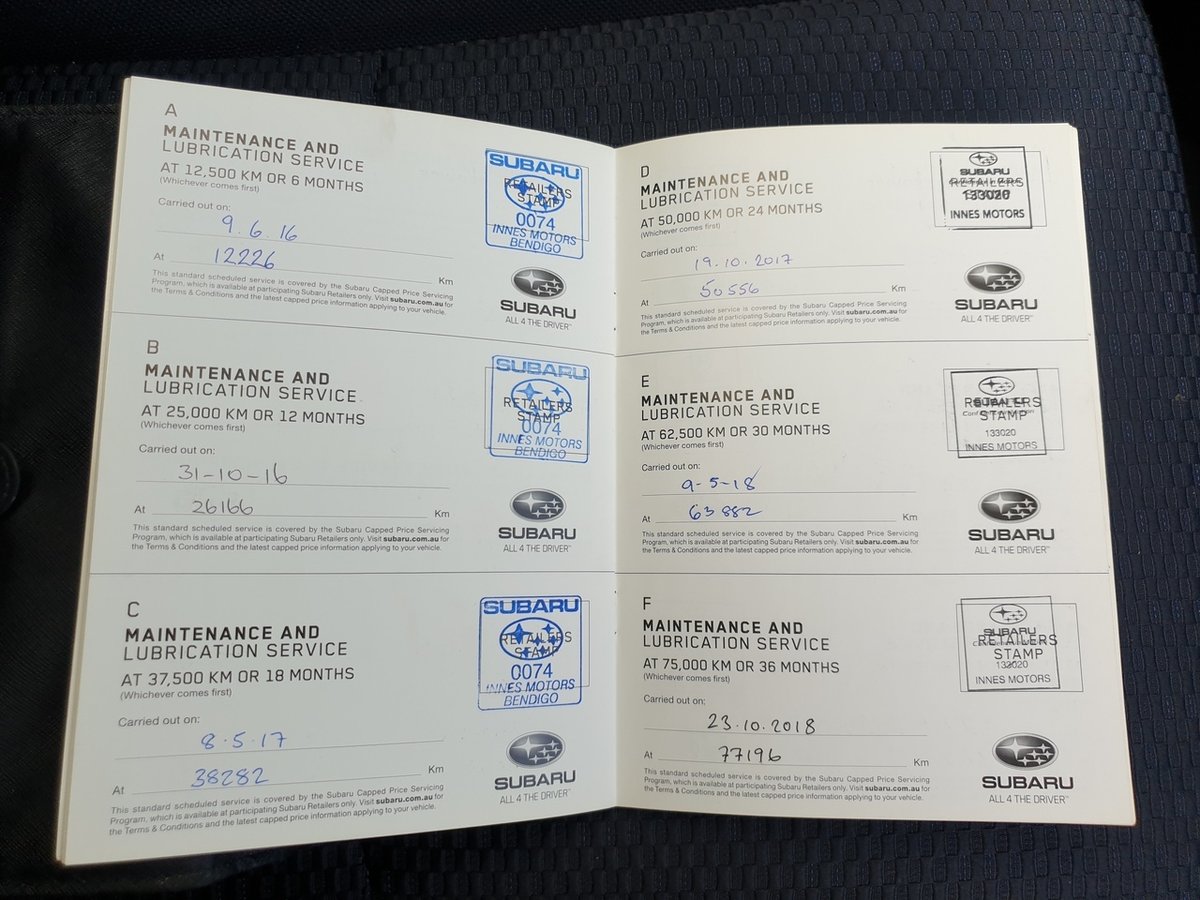 A
MAINTENANCE AND
LUBRICATION SERVICE
AT 12,500 KM OR 6 MONTHS
(Whichever comes first)
Carried out on:
9.6.16
At 12226 Km
This standard scheduled service is covered by the Subaru Capped Price Servicing
Program, which is available at participating Subaru Retailers only. Visit subaru.com.au for
the Terms & Conditions and the latest capped price information applying to your vehicle.
SUBARU
RETAILERS
STAMP
0074
INNES MOTORS
BENDIGO
SUBARU
ALL 4 THE DRIVER™
B
MAINTENANCE AND
LUBRICATION SERVICE
AT 25,000 KM OR 12 MONTHS
(Whichever comes first)
Carried out on:
31-10-16
At 26166 Km
This standard scheduled service is covered by the Subaru Capped Price Servicing
Program, which is available at participating Subaru Retailers only. Visit subaru.com.au for
the Terms & Conditions and the latest capped price information applying to your vehicle.
SUBARU
RETAILERS
STAMP
0074
INNES MOTORS
BENDIGO
SUBARU
ALL 4 THE DRIVER™
C
MAINTENANCE AND
LUBRICATION SERVICE
AT 37,500 KM OR 18 MONTHS
(Whichever comes first)
Carried out on:
8.5.17
At 38282 Km
This standard scheduled service is covered by the Subaru Capped Price Servicing
Program, which is available at participating Subaru Retailers only. Visit subaru.com.au for
the Terms & Conditions and the latest capped price information applying to your vehicle.
SUBARU
RETAILERS
STAMP
0074
INNES MOTORS
BENDIGO
SUBARU
ALL 4 THE DRIVER™
D
MAINTENANCE AND
LUBRICATION SERVICE
AT 50,000 KM OR 24 MONTHS
(Whichever comes first)
Carried out on:
19.10.2017
At 50556 Km
This standard scheduled service is covered by the Subaru Capped Price Servicing
Program, which is available at participating Subaru Retailers only. Visit subaru.com.au for
the Terms & Conditions and the latest capped price information applying to your vehicle.
SUBARU
RETAILERS
STAMP
133020
INNES MOTORS
SUBARU
ALL 4 THE DRIVER™
E
MAINTENANCE AND
LUBRICATION SERVICE
AT 62,500 KM OR 30 MONTHS
(Whichever comes first)
Carried out on:
9-5-18
At 63882 Km
This standard scheduled service is covered by the Subaru Capped Price Servicing
Program, which is available at participating Subaru Retailers only. Visit subaru.com.au for
the Terms & Conditions and the latest capped price information applying to your vehicle.
SUBARU
RETAILERS
STAMP
133020
INNES MOTORS
SUBARU
ALL 4 THE DRIVER™
F
MAINTENANCE AND
LUBRICATION SERVICE
AT 75,000 KM OR 36 MONTHS
(Whichever comes first)
Carried out on:
23.10.2018
At 77196 Km
This standard scheduled service is covered by the Subaru Capped Price Servicing
Program, which is available at participating Subaru Retailers only. Visit subaru.com.au for
the Terms & Conditions and the latest capped price information applying to your vehicle.
SUBARU
RETAILERS
STAMP
133020
INNES MOTORS
SUBARU
ALL 4 THE DRIVER™